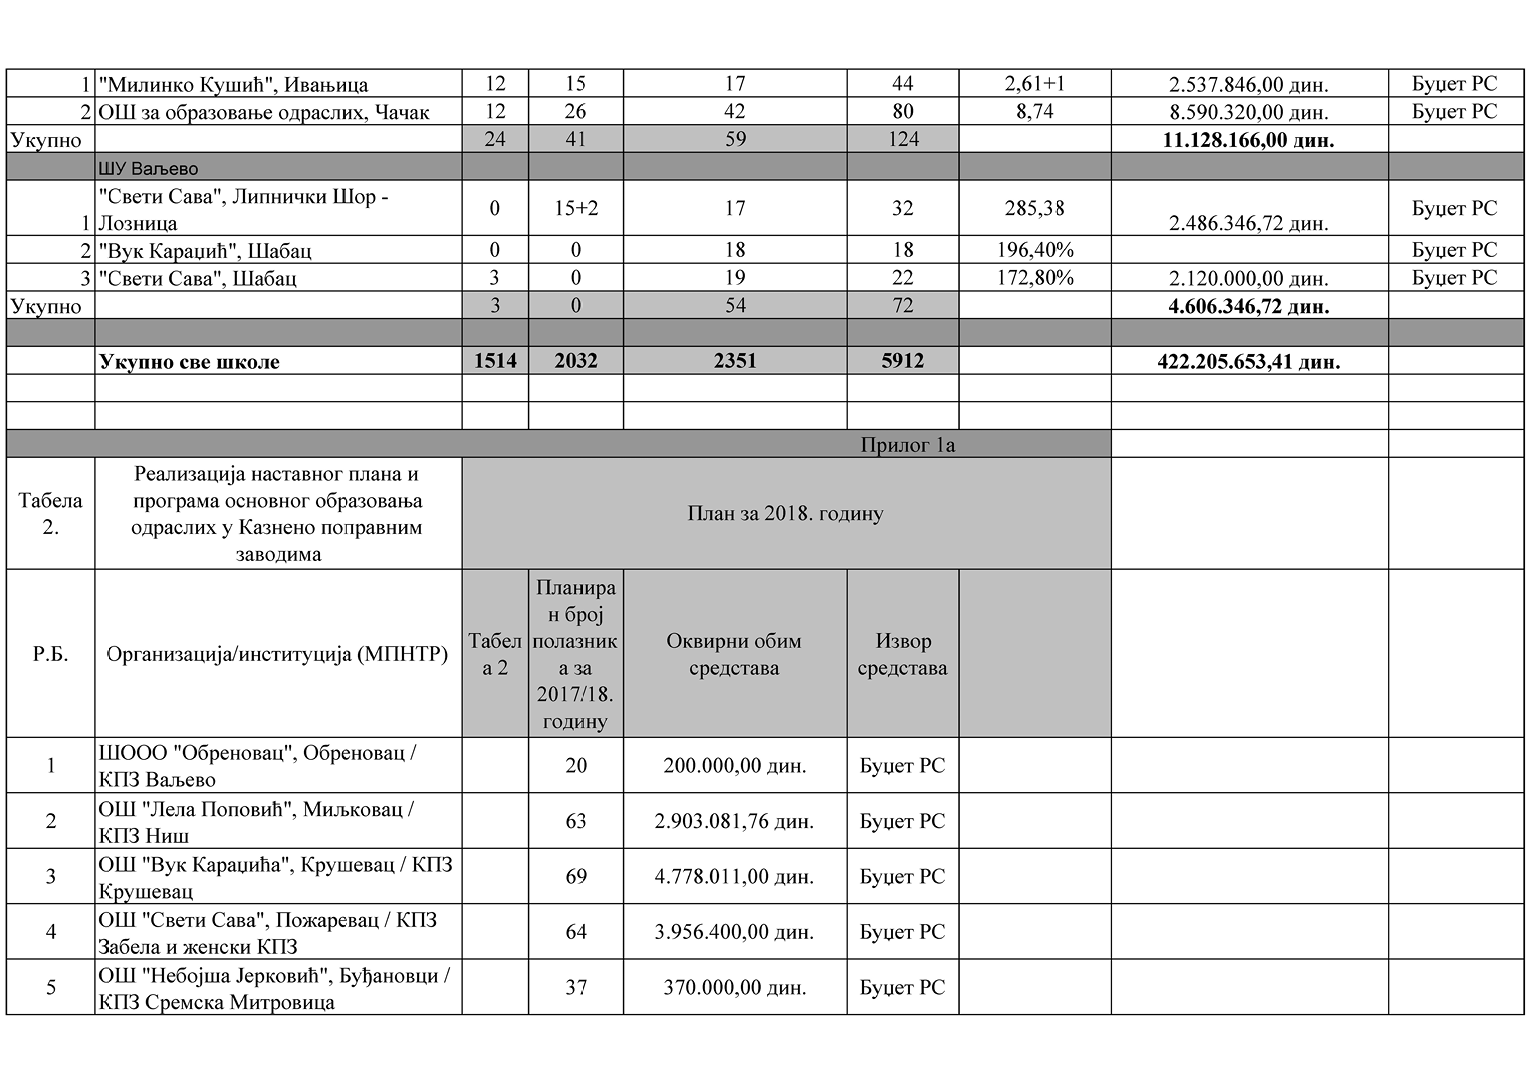 1 "Милинко Кушић", Ивањица 12 15 17 44 2,61+1 2.537.846,00 дин. Буџет РС
2 ОШ за образовање одраслих, Чачак 12 26 42 80 8,74 8.590.320,00 дин. Буџет РС
Укупно 24 41 59 124 11.128.166,00 дин.
ШУ Ваљево
"Свети Сава", Липнички Шор -
1 Лозница 0 15+2 17 32 285,38 2.486.346,72 дин. Буџет РС
2 "Вук Караџић", Шабац 0 0 18 18 196,40% Буџет РС
3 "Свети Сава", Шабац 3 0 19 22 172,80% 2.120.000,00 дин. Буџет РС
Укупно 3 0 54 72 4.606.346,72 дин.
Укупно све школе 1514 2032 2351 5912 422.205.653,41 дин.
Прилог 1а
Табела
2.
Реализација наставног плана и
програма основног образовања
одраслих у Казнено поправним
заводима
План за 2018. годину
Р.Б.
Организација/институција (МПНТР)
Табел
а 2
Планира
н број
полазник
а за
2017/18.
годину
Оквирни обим
средстава
Извор
средстава
1
ШООО "Обреновац", Обреновац /
КПЗ Ваљево
20 200.000,00 дин. Буџет РС
2
ОШ "Лела Поповић", Миљковац /
КПЗ Ниш
63 2.903.081,76 дин. Буџет РС
3
ОШ "Вук Караџића", Крушевац / КПЗ
Крушевац
69 4.778.011,00 дин. Буџет РС
4
ОШ "Свети Сава", Пожаревац / КПЗ
Забела и женски КПЗ
64 3.956.400,00 дин. Буџет РС
5
ОШ "Небојша Јерковић", Буђановци /
КПЗ Сремска Митровица
37 370.000,00 дин. Буџет РС